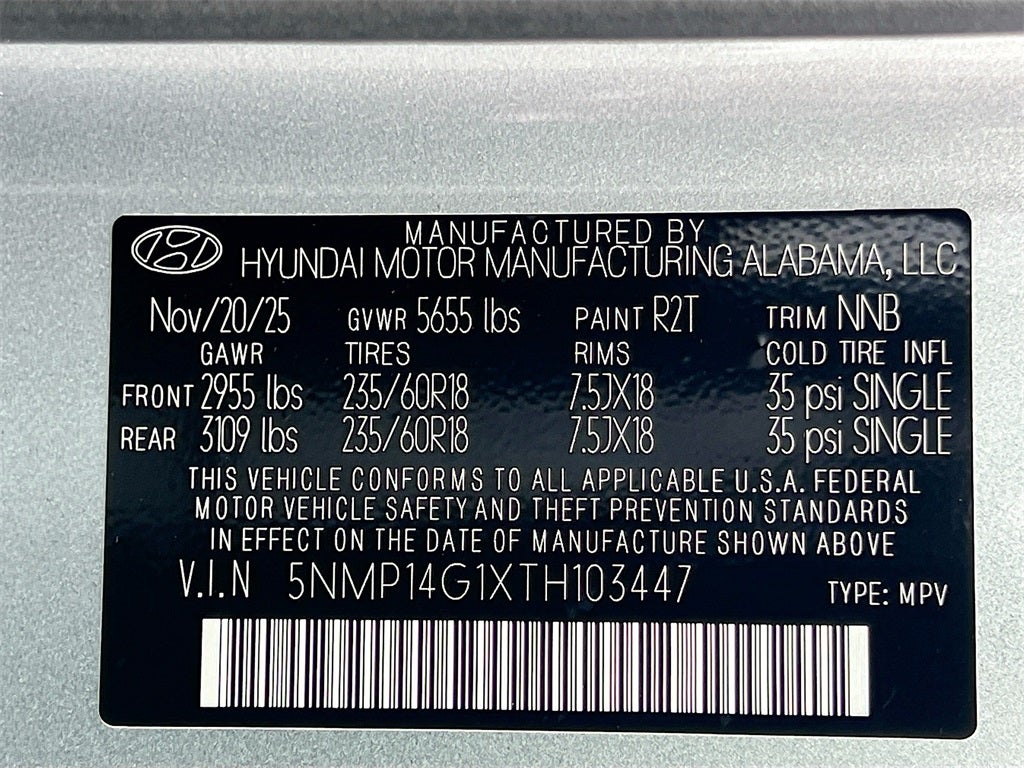 MANUFACTURED BY
HYUNDAI MOTOR MANUFACTURING ALABAMA, LLC
Nov/20/25 GVWR 5655 lbs PAINT R2T TRIM NNB
GAWR TIRES RIMS COLD TIRE INFL
FRONT 2955 lbs 235/60R18 7.5JX18 35 psi SINGLE
REAR 3109 lbs 235/60R18 7.5JX18 35 psi SINGLE
THIS VEHICLE CONFORMS TO ALL APPLICABLE U.S.A. FEDERAL
MOTOR VEHICLE SAFETY AND THEFT PREVENTION STANDARDS
IN EFFECT ON THE DATE OF MANUFACTURE SHOWN ABOVE
V.I.N 5NMP14G1XTH103447 TYPE: MPV